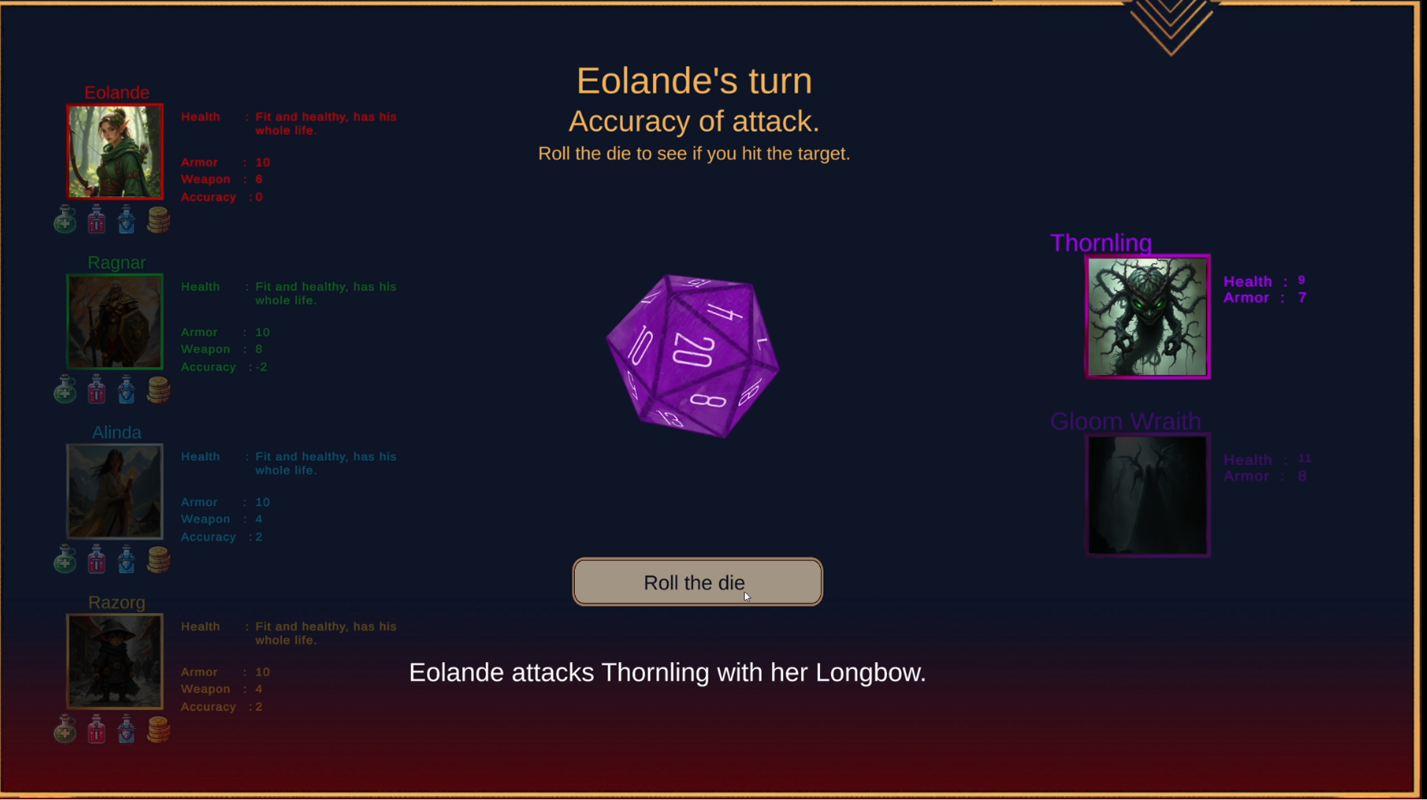 Eolande's turn
Accuracy of attack.
Roll the die to see if you hit the target.
Eolande
Health : Fit and healthy, has his
whole life.
Armor : 10
Weapon : 6
Accuracy : 0
Ragnar
Health : Fit and healthy, has his
whole life.
Armor : 10
Weapon : 8
Accuracy : -2
Alinda
Health : Fit and healthy, has his
whole life.
Armor : 10
Weapon : 4
Accuracy : 2
Razorg
Health : Fit and healthy, has his
whole life.
Armor : 10
Weapon : 4
Accuracy : 2
4
10
20
8
Roll the die
Eolande attacks Thornling with her Longbow.
Thornling
Health : 9
Armor : 7
Gloom Wraith
Health : 11
Armor : 8